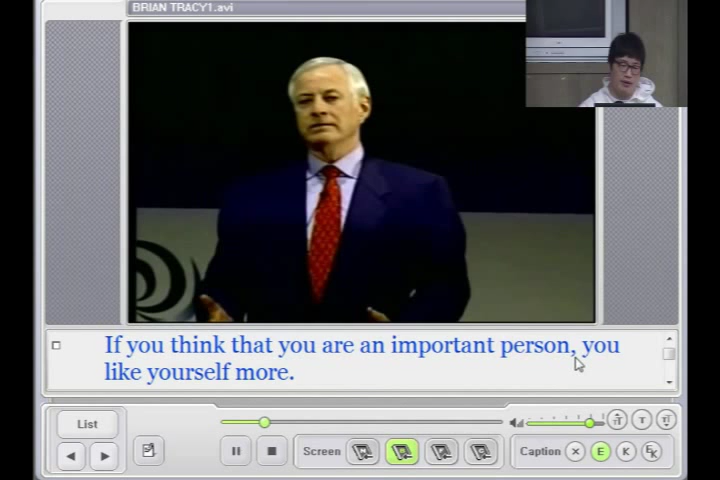 BRIAN TRACY1.avi
If you think that you are an important person, you
like yourself more.
List
Screen
Caption
E
K
EK
T
T
T